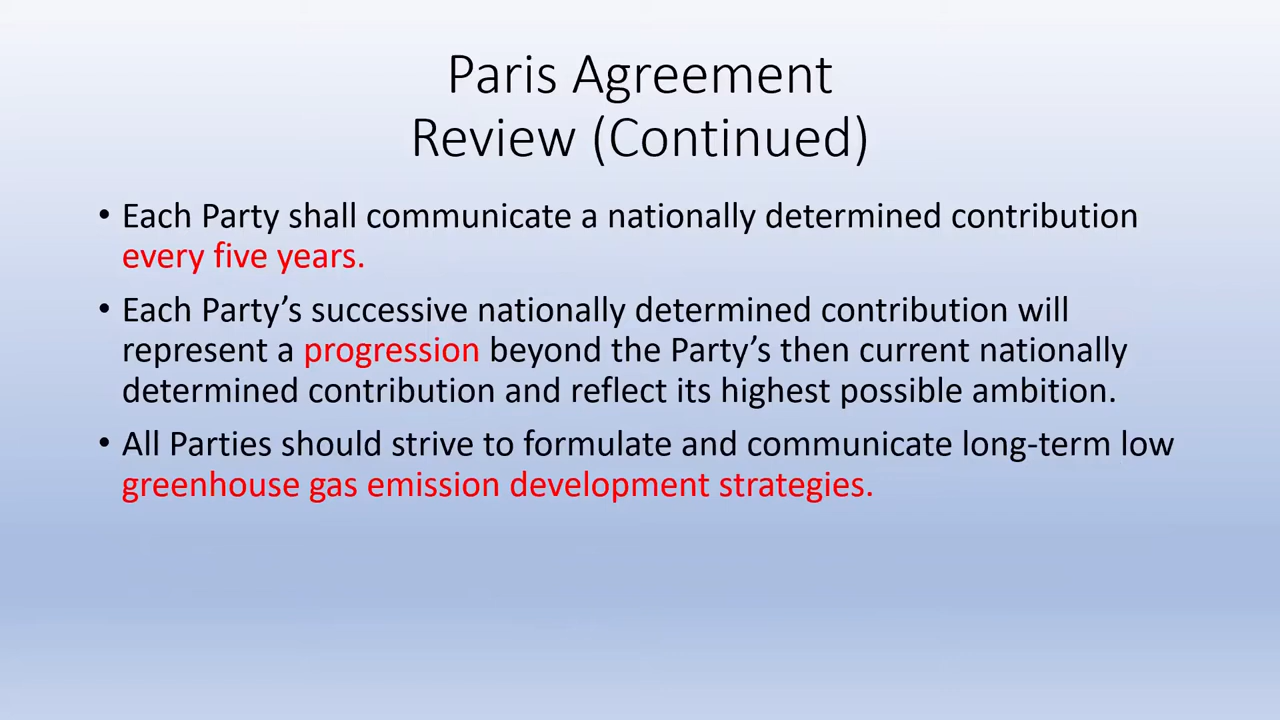 Paris Agreement
Review (Continued)
• Each Party shall communicate a nationally determined contribution
every five years.
• Each Party’s successive nationally determined contribution will
represent a progression beyond the Party’s then current nationally
determined contribution and reflect its highest possible ambition.
• All Parties should strive to formulate and communicate long-term low
greenhouse gas emission development strategies.